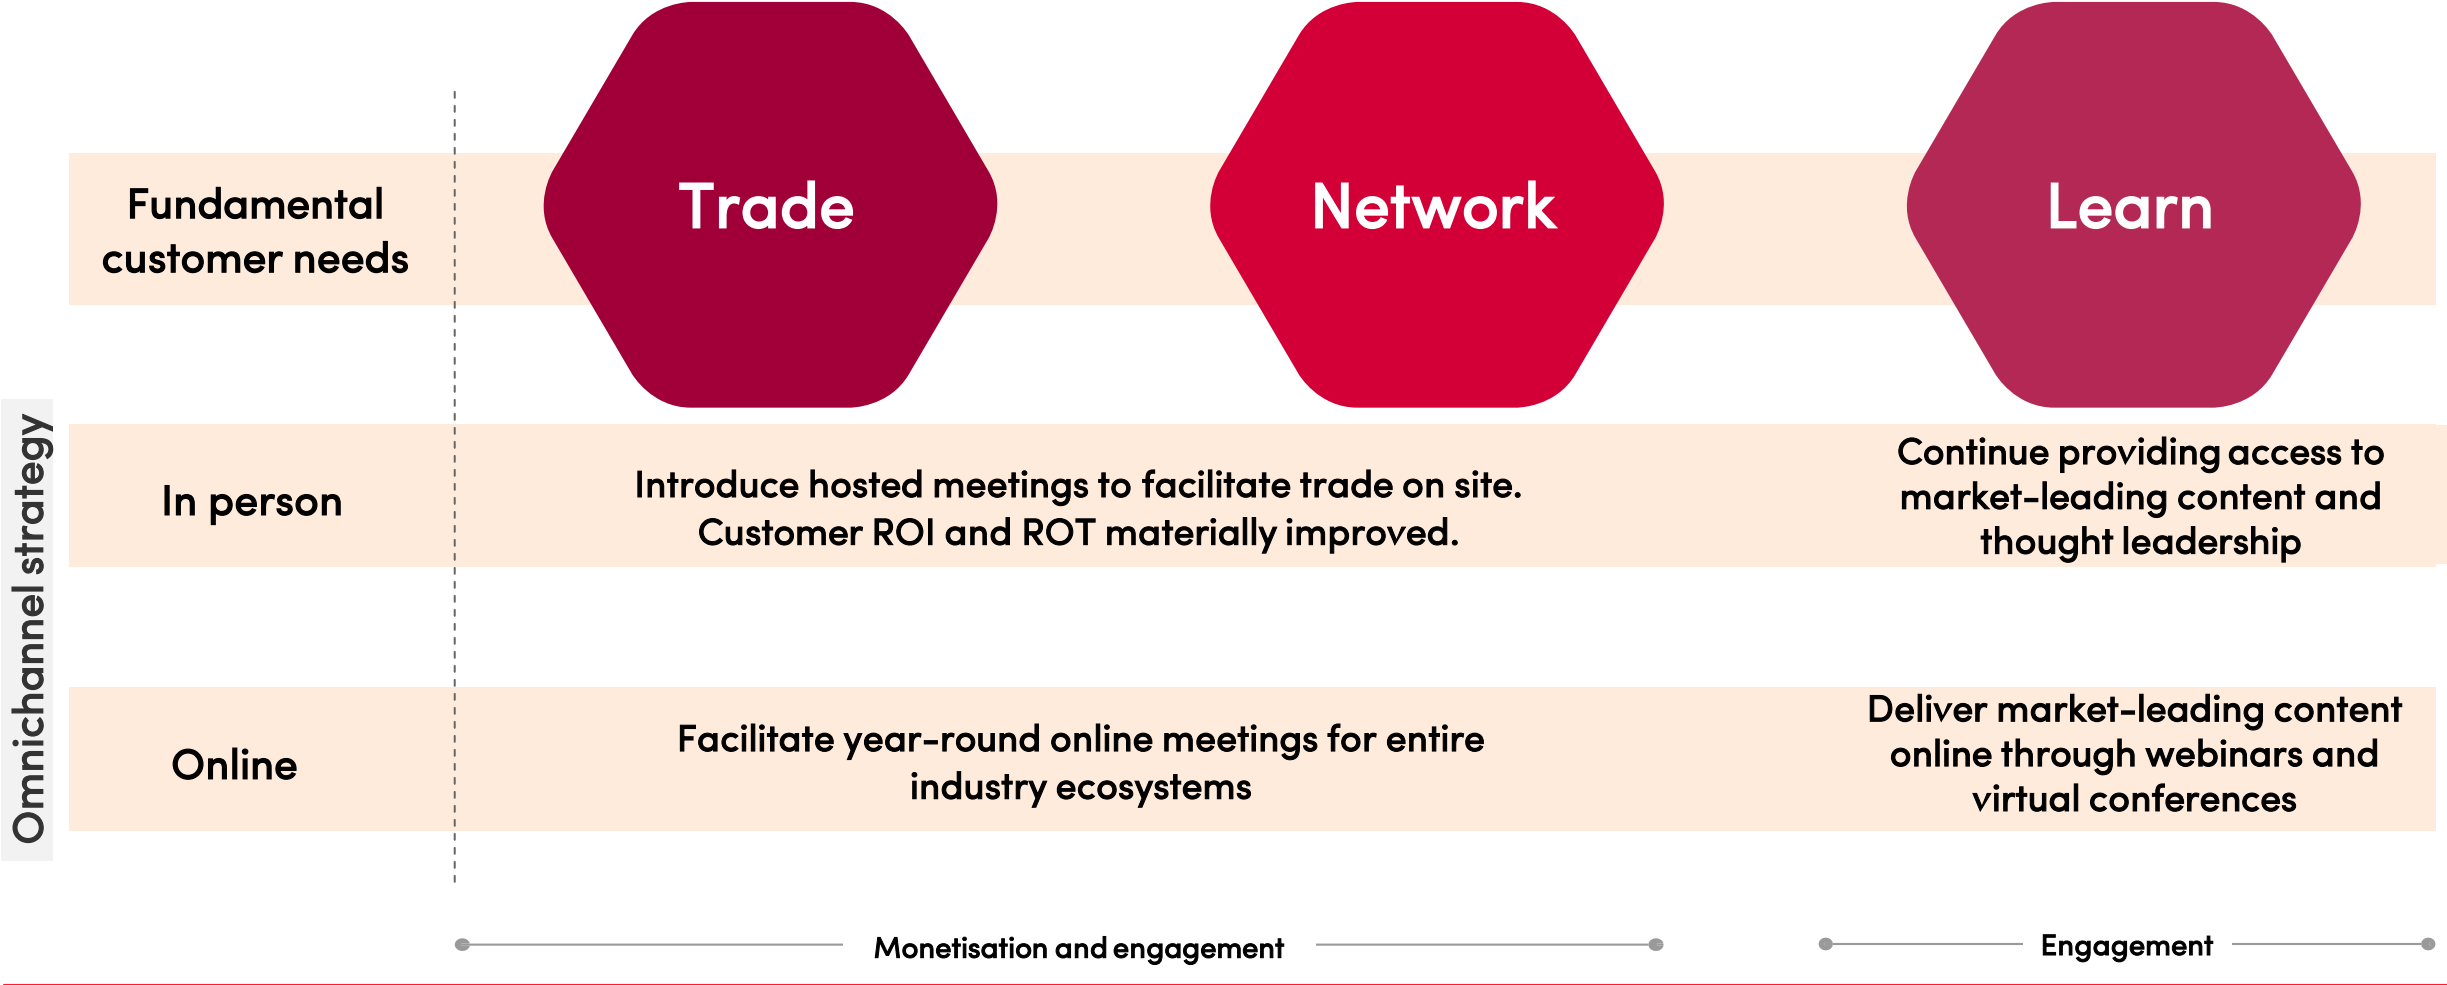 Trade
Network
Learn
Fundamental
customer needs
Omnichannel strategy
In person
Introduce hosted meetings to facilitate trade on site.
Customer ROI and ROT materially improved.
Continue providing access to
market-leading content and
thought leadership
Online
Facilitate year-round online meetings for entire
industry ecosystems
Deliver market-leading content
online through webinars and
virtual conferences
Monetisation and engagement
Engagement